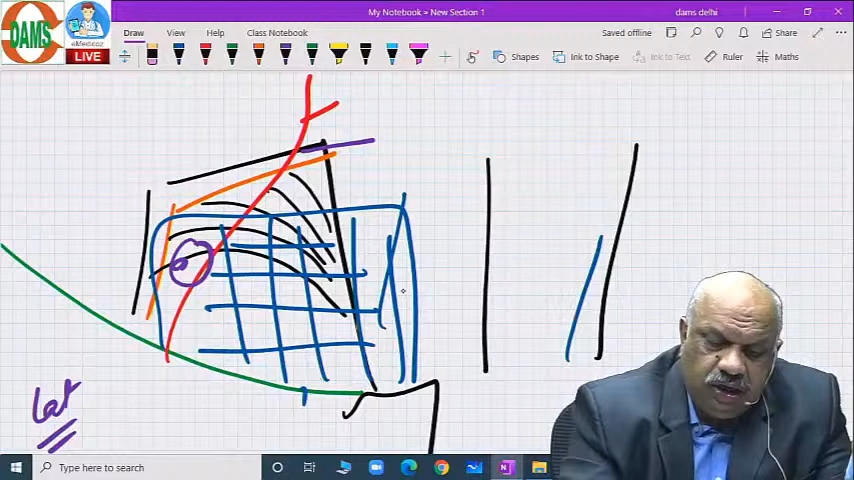 My Notebook > New Section 1
dams delhi
DAMS
eMedicoz
LIVE
Draw
View
Help
Class Notebook
Saved offline
Share
Shapes
Ink to Shape
Ink to Text
Ruler
Maths
Lat
Type here to search